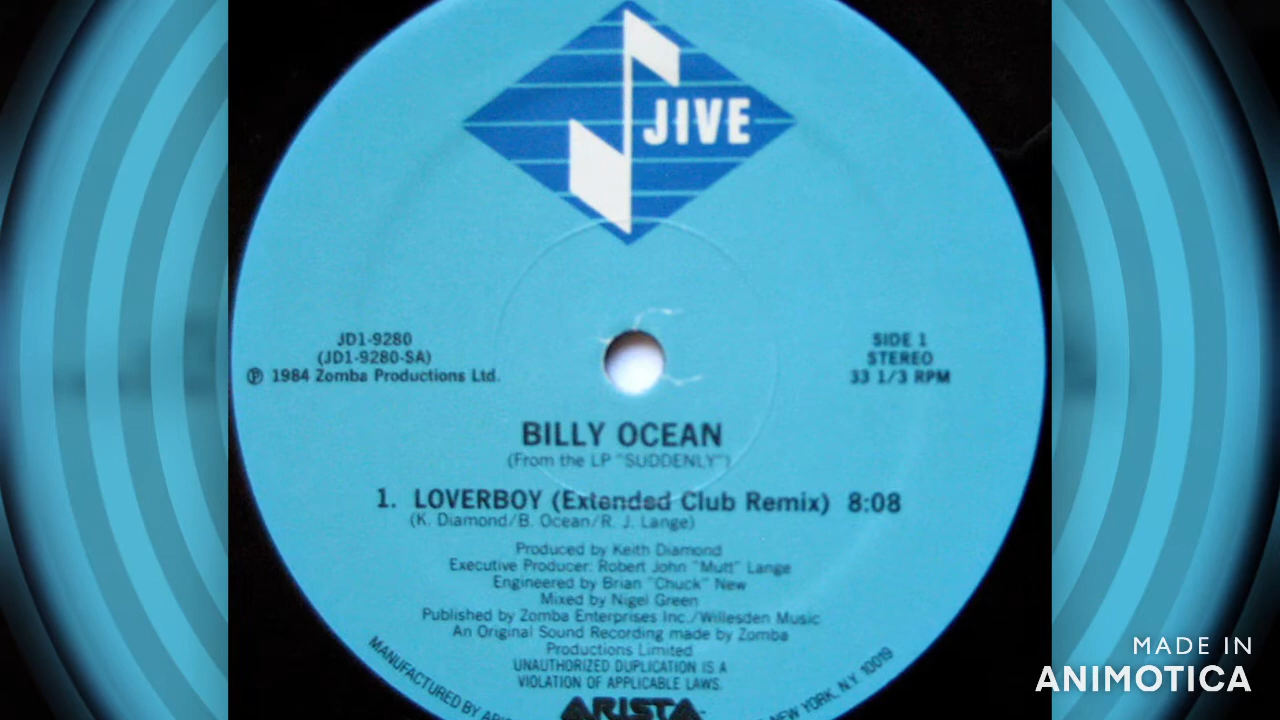 JIVE
JD1-9280
(JD1-9280-SA)
℗ 1984 Zomba Productions Ltd.
SIDE 1
STEREO
33 1/3 RPM
BILLY OCEAN
(From the LP "SUDDENLY")
1. LOVERBOY (Extended Club Remix) 8:08
(K. Diamond/B. Ocean/R. J. Lange)
Produced by Keith Diamond
Executive Producer: Robert John "Mutt" Lange
Engineered by Brian "Chuck" New
Mixed by Nigel Green
Published by Zomba Enterprises Inc./Willesden Music
An Original Sound Recording made by Zomba
Productions Limited
UNAUTHORIZED DUPLICATION IS A
VIOLATION OF APPLICABLE LAWS.
MANUFACTURED BY
NEW YORK, N.Y. 10019
ARISTA
MADE IN
ANIMOTICA